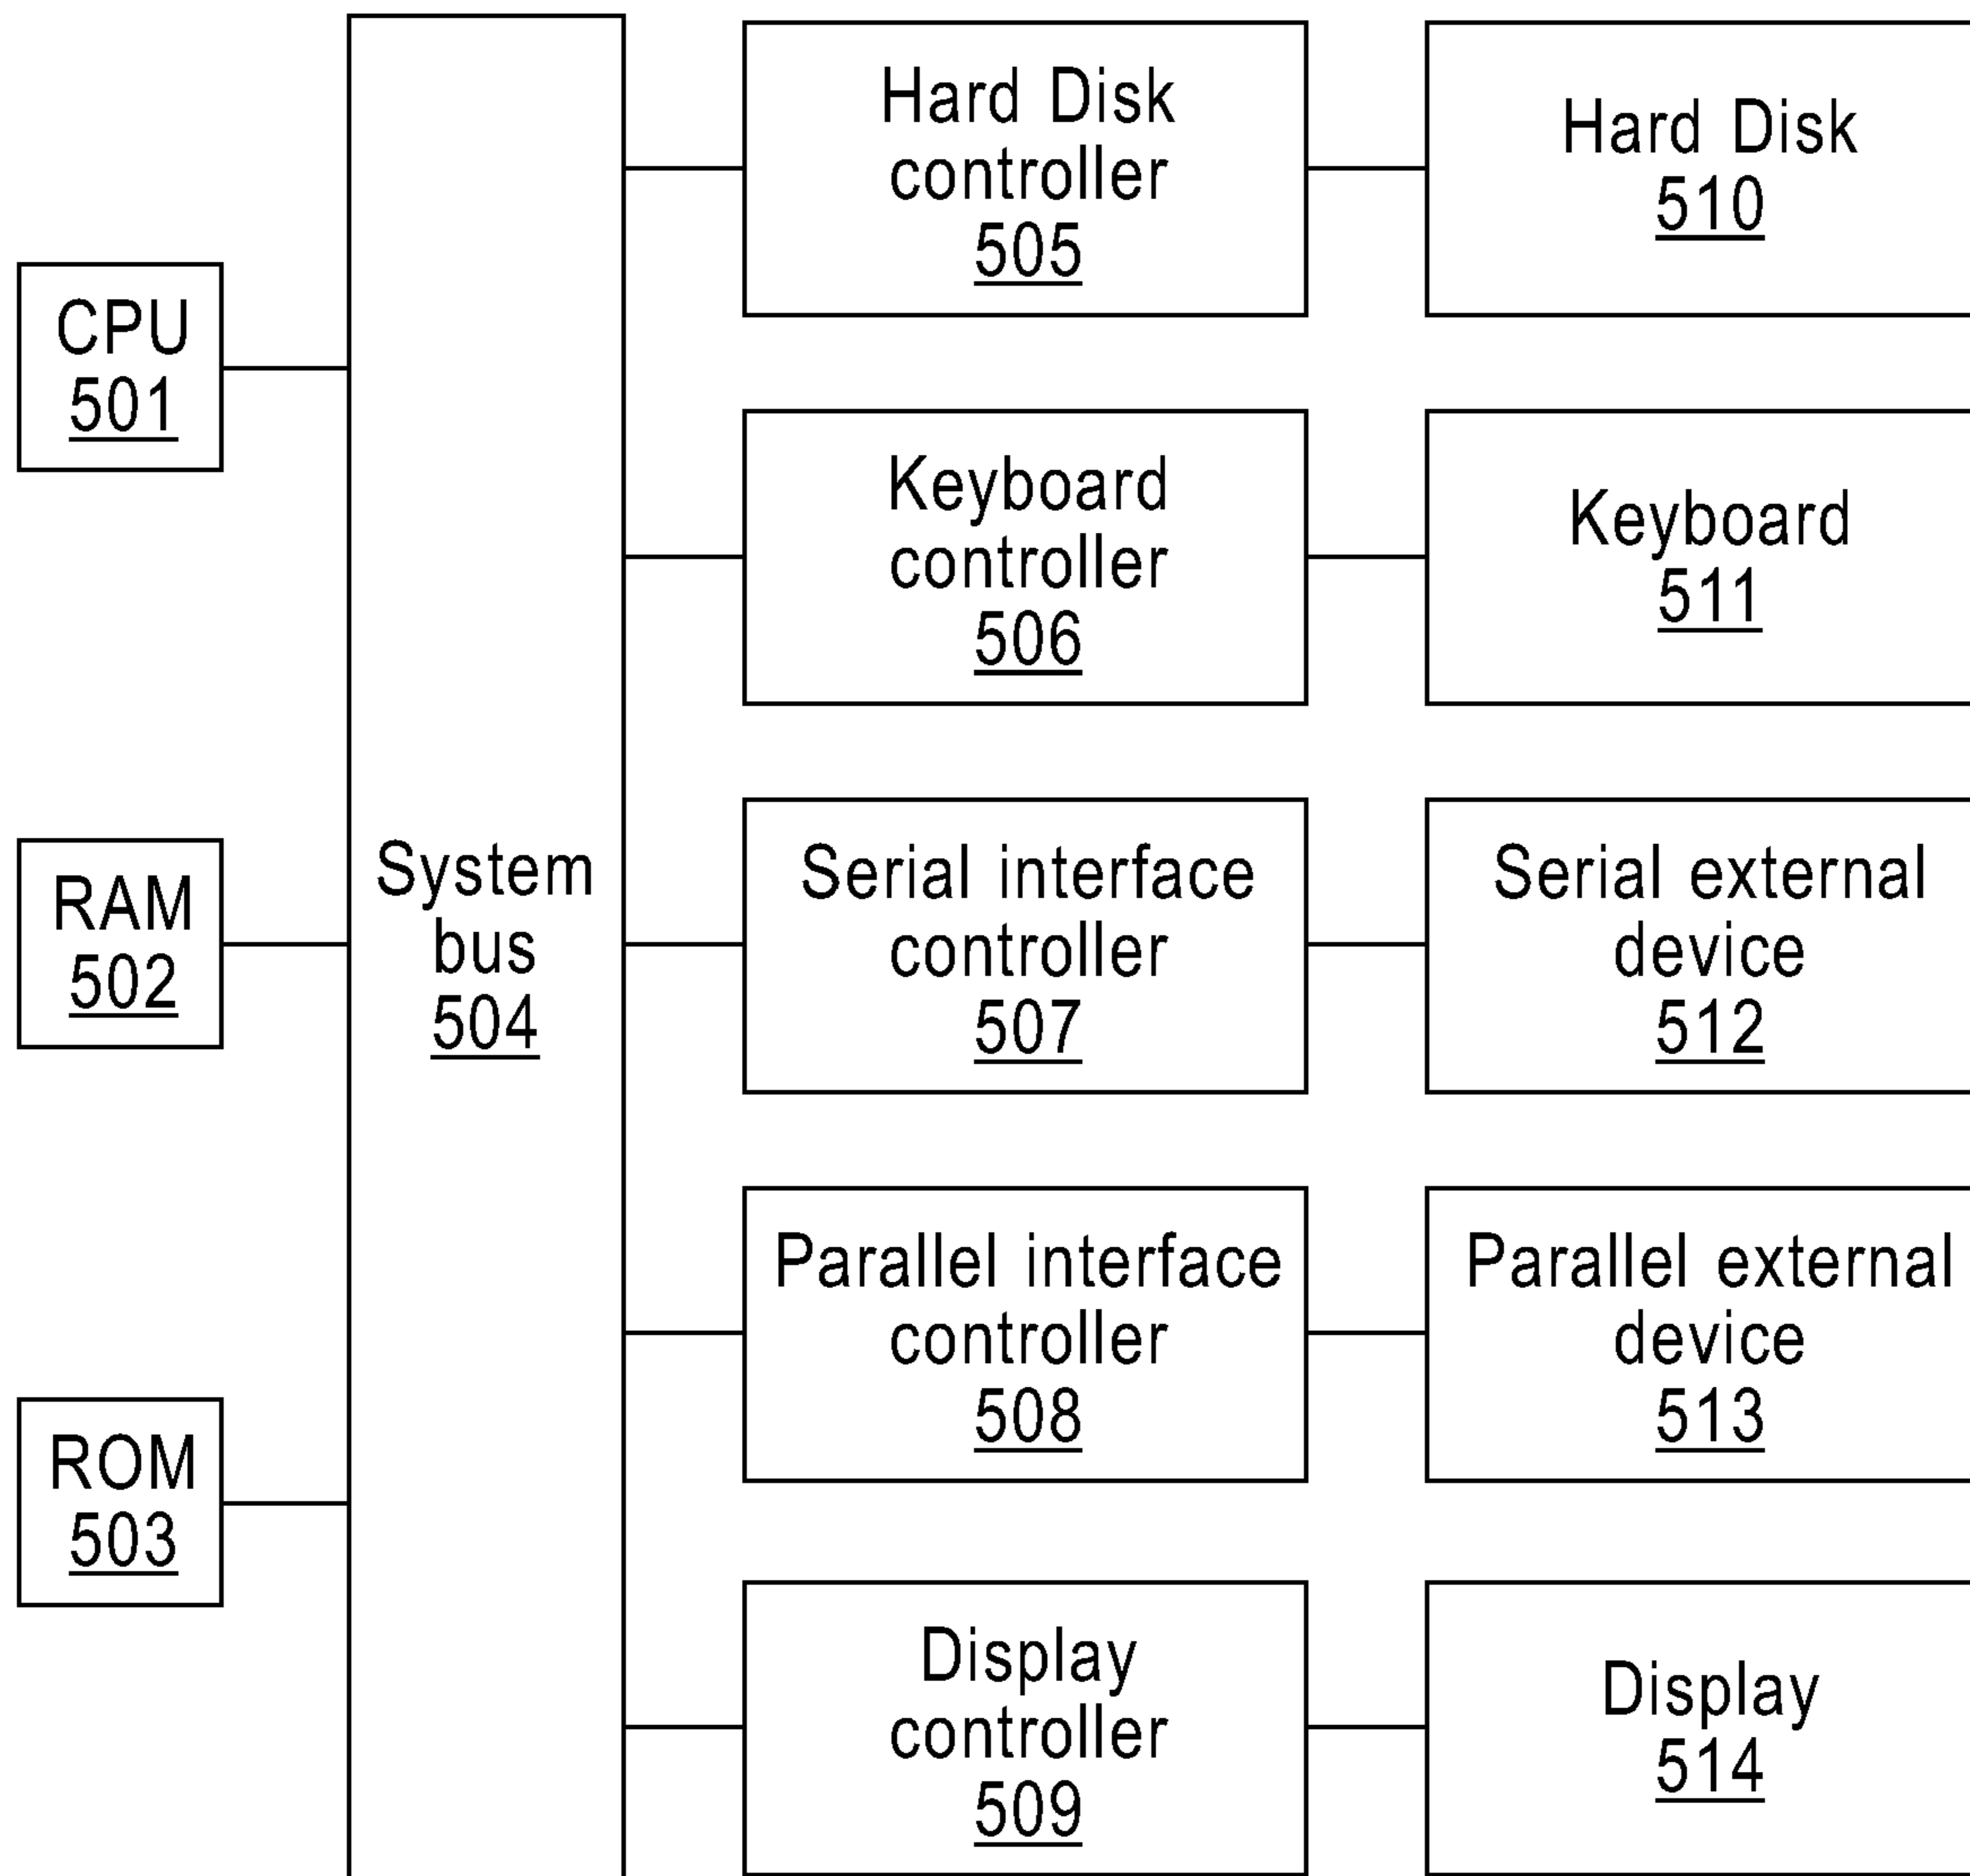 CPU
501
RAM
502
ROM
503
System
bus
504
Hard Disk
controller
505
Hard Disk
510
Keyboard
controller
506
Keyboard
511
Serial interface
controller
507
Serial external
device
512
Parallel interface
controller
508
Parallel external
device
513
Display
controller
509
Display
514